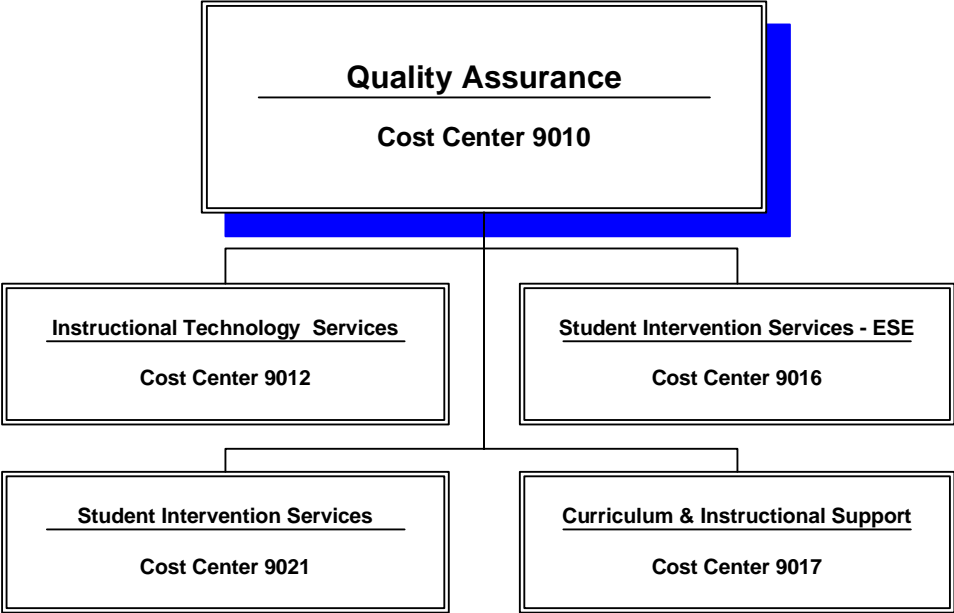 Quality Assurance
Cost Center 9010
Instructional Technology  Services
Cost Center 9012
Student Intervention Services - ESE
Cost Center 9016
Student Intervention Services
Cost Center 9021
Curriculum & Instructional Support
Cost Center 9017